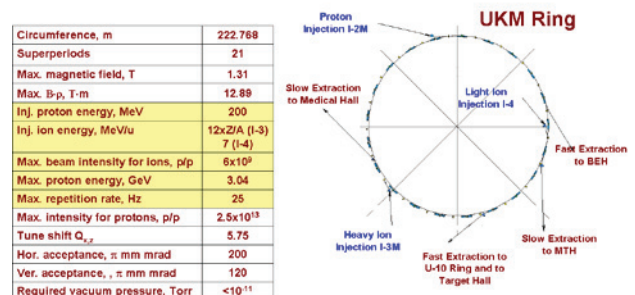 Circumference, m 222.768
Superperiods 21
Max. magnetic field, T 1.31
Max. B·ρ, T·m 12.89
Inj. proton energy, MeV 200
Inj. ion energy, MeV/u 12xZ/A (I-3)
7 (I-4)
Max. beam intensity for ions, p/p 6x10⁹
Max. proton energy, GeV 3.04
Max. repetition rate, Hz 25
Max. intensity for protons, p/p 2.5x10¹³
Tune shift Qx,z 5.75
Hor. acceptance, π mm mrad 200
Ver. acceptance, , π mm mrad 120
Required vacuum pressure, Torr <10⁻¹¹
UKM Ring
Proton
Injection I-2M
Slow Extraction
to Medical Hall
Light Ion
Injection I-4
Fast Extraction
to BEH
Heavy Ion
Injection I-3M
Slow Extraction
to MTH
Fast Extraction to
U-10 Ring and to
Target Hall